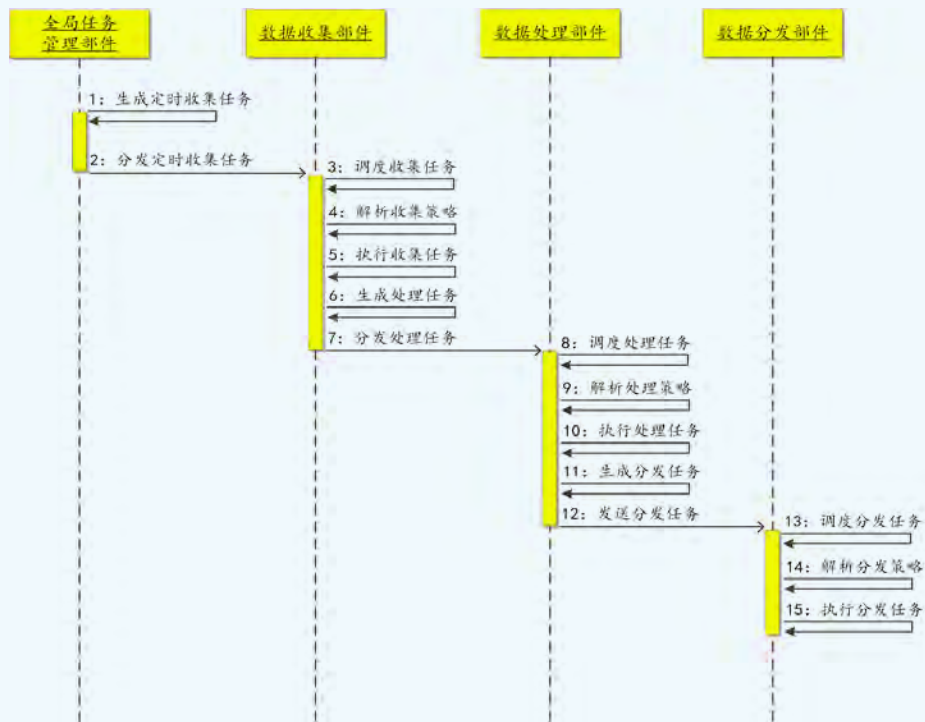 全局任务
管理部件
数据收集部件
数据处理部件
数据分发部件
1: 生成定时收集任务
2: 分发定时收集任务
3: 调度收集任务
4: 解析收集策略
5: 执行收集任务
6: 生成处理任务
7: 分发处理任务
8: 调度处理任务
9: 解析处理策略
10: 执行处理任务
11: 生成分发任务
12: 发送分发任务
13: 调度分发任务
14: 解析分发策略
15: 执行分发任务